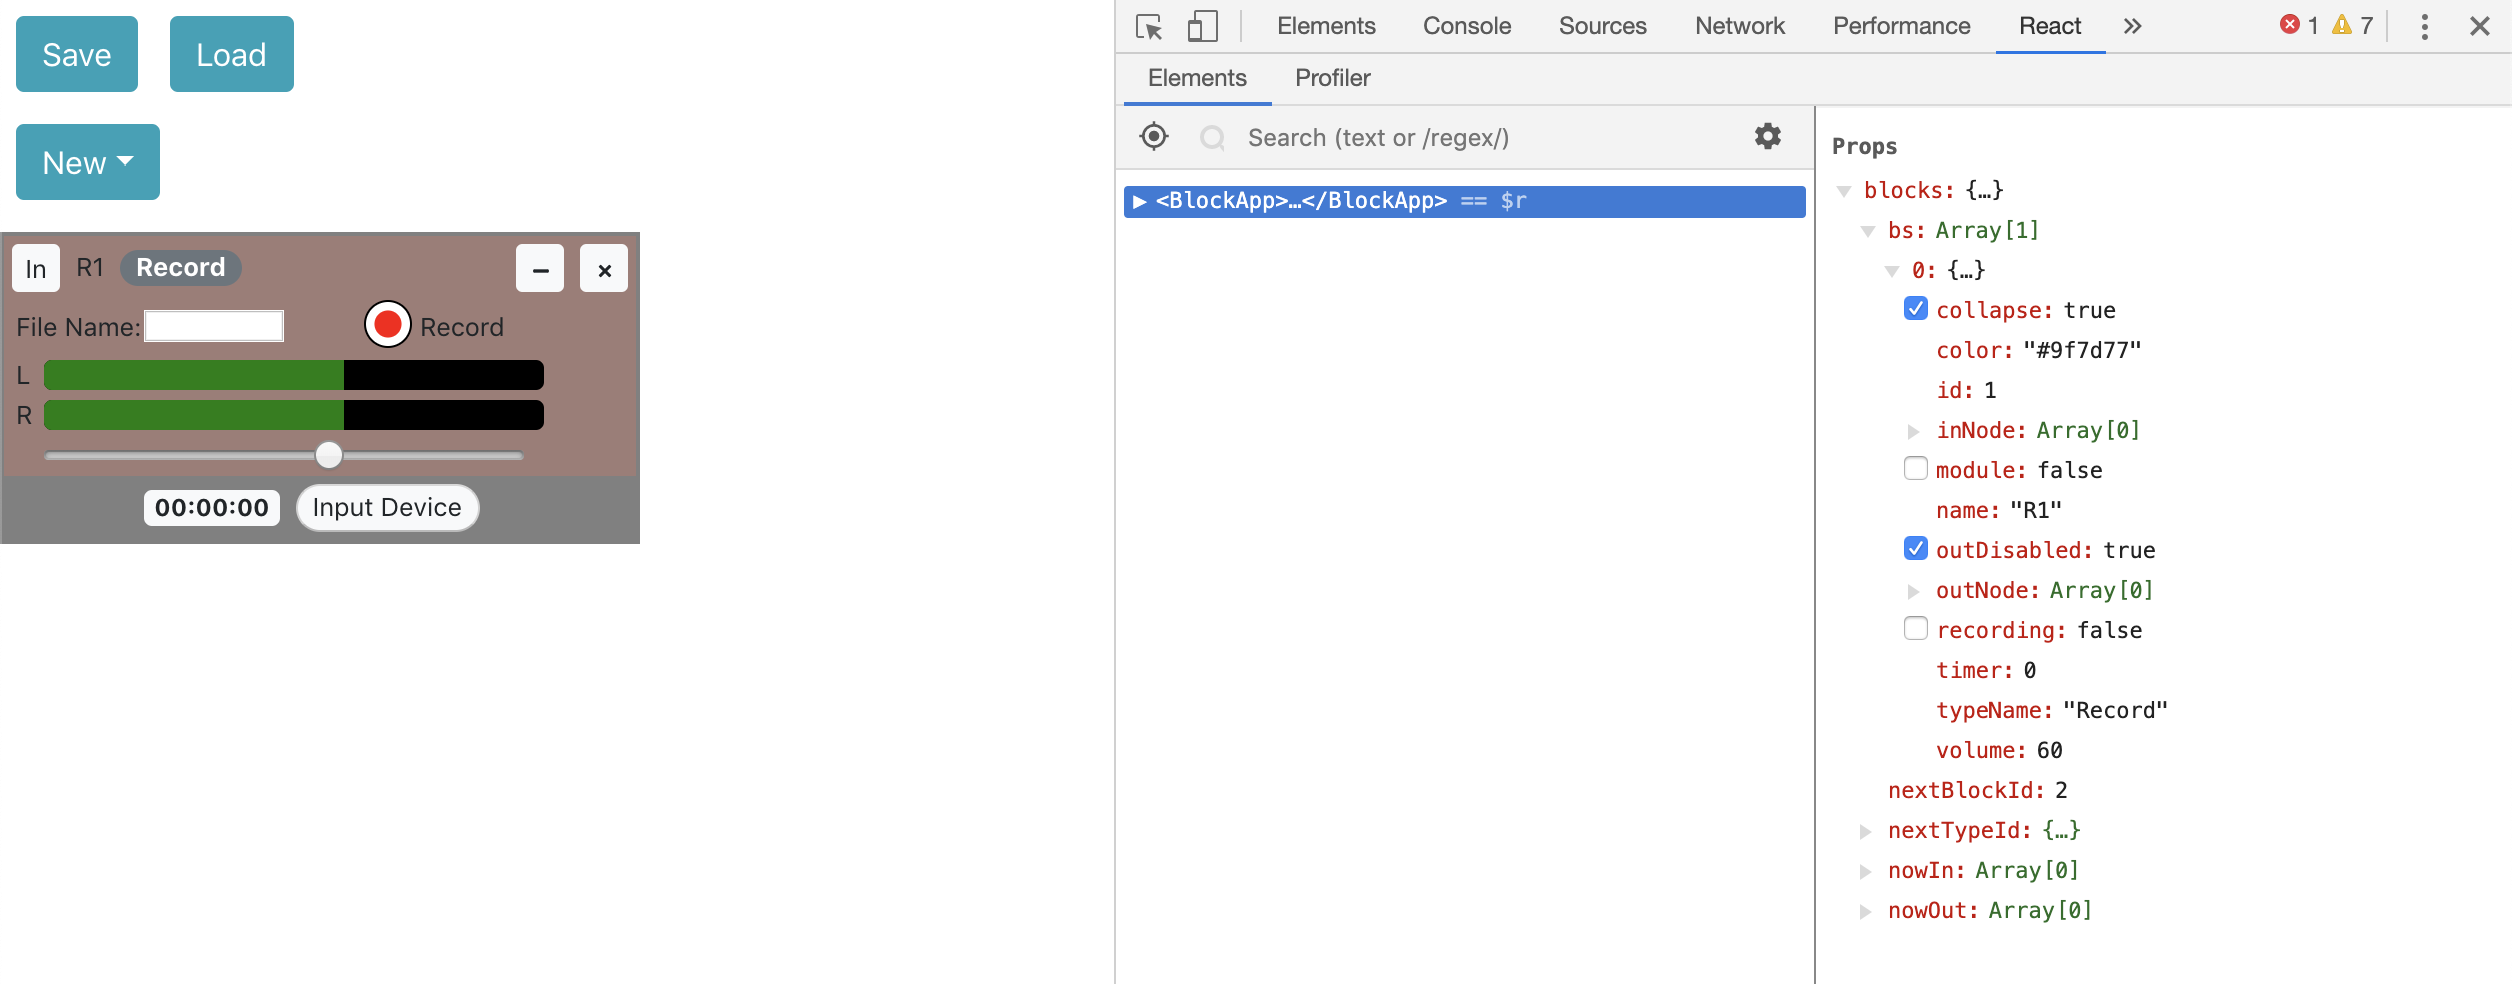 Save
Load
New
In R1 Record – ×
File Name: Record
L
R
00:00:00 Input Device
Elements Console Sources Network Performance React » 1 7
Elements Profiler
Search (text or /regex/)
<BlockApp>…</BlockApp> == $r
Props
blocks: {…}
bs: Array[1]
0: {…}
collapse: true
color: "#9f7d77"
id: 1
inNode: Array[0]
module: false
name: "R1"
outDisabled: true
outNode: Array[0]
recording: false
timer: 0
typeName: "Record"
volume: 60
nextBlockId: 2
nextTypeId: {…}
nowIn: Array[0]
nowOut: Array[0]